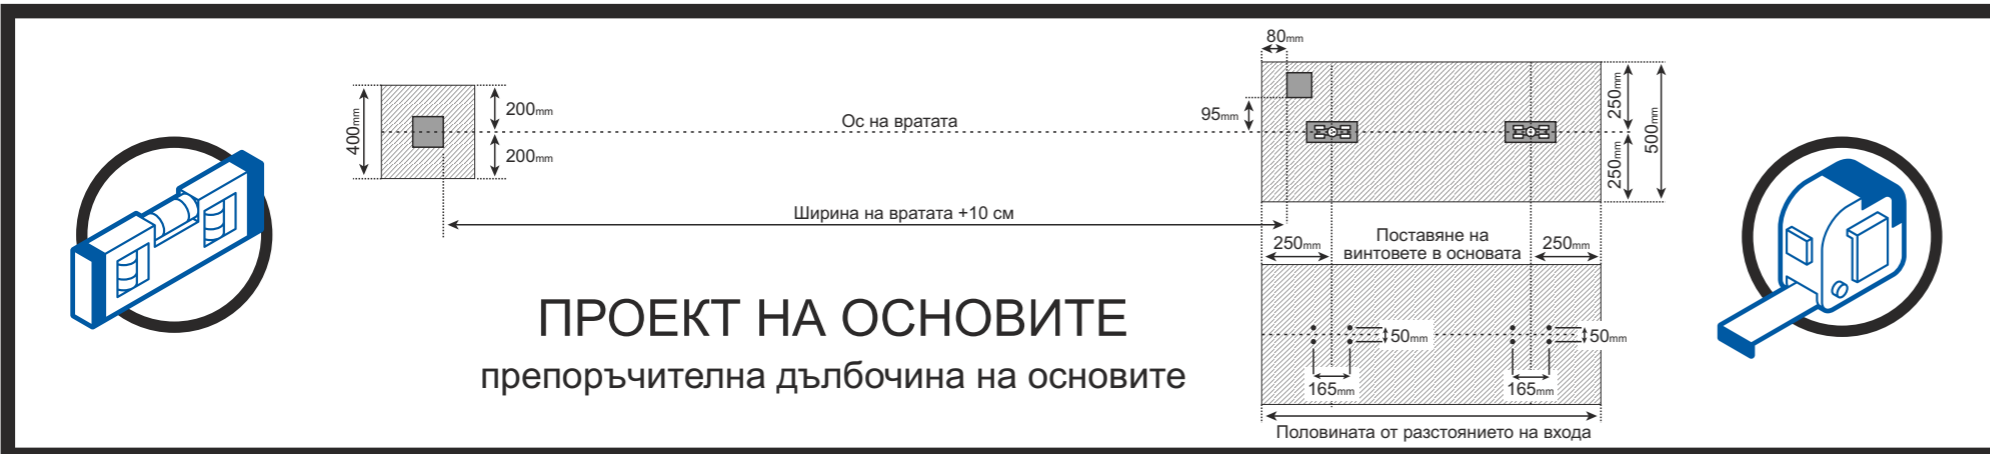 80mm
400mm
200mm
200mm
Ос на вратата
95mm
250mm
250mm
500mm
Ширина на вратата +10 см
250mm
Поставяне на
винтовете в основата
250mm
ПРОЕКТ НА ОСНОВИТЕ
препоръчителна дълбочина на основите
50mm
50mm
165mm
165mm
Половината от разстоянието на входа